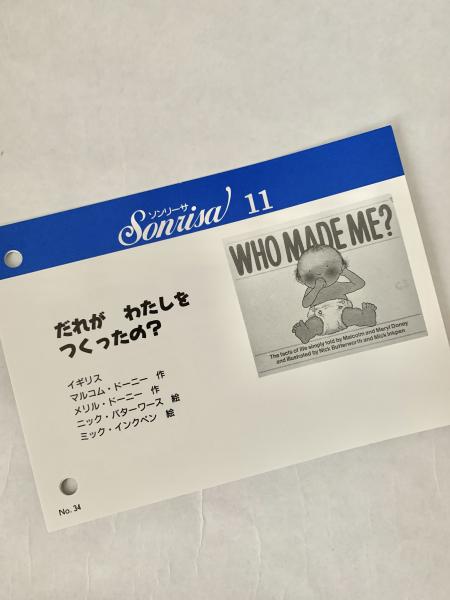 ソンリーサ
Sonrisa 11
WHO MADE ME?
The facts of life simply told by Malcolm and Meryl Doney
and illustrated by Nick Butterworth and Mick Inkpen
だれが わたしを
つくったの?
イギリス
マルコム・ドーニー 作
メリル・ドーニー 作
ニック・バターワース 絵
ミック・インクペン 絵
No. 34